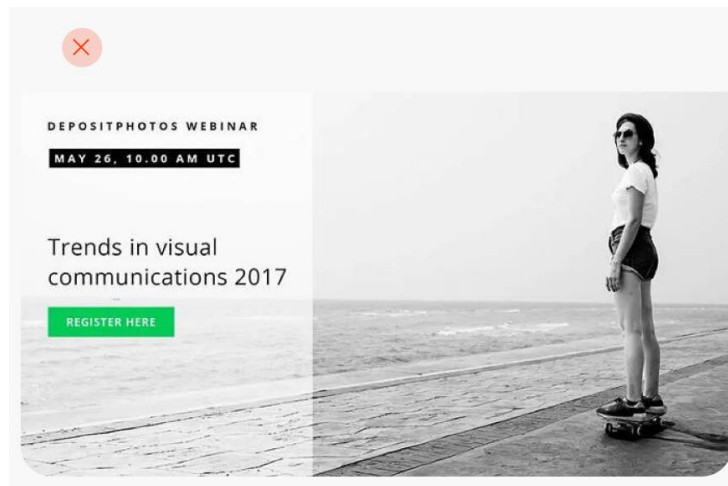 DEPOSITPHOTOS WEBINAR
MAY 26, 10.00 AM UTC
Trends in visual
communications 2017
REGISTER HERE